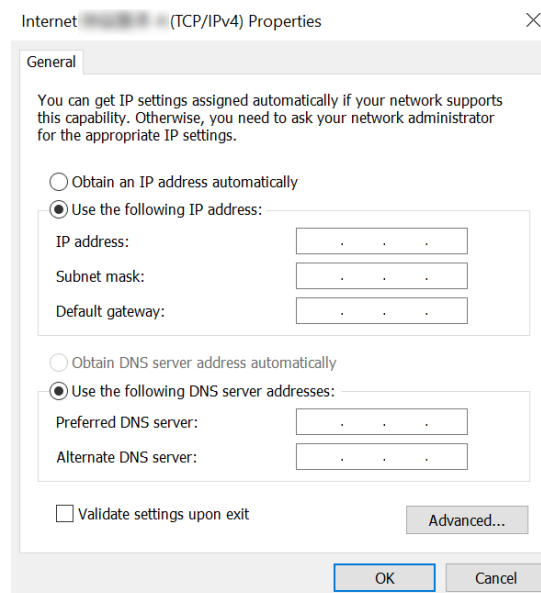 Internet (TCP/IPv4) Properties
General
You can get IP settings assigned automatically if your network supports
this capability. Otherwise, you need to ask your network administrator
for the appropriate IP settings.
Obtain an IP address automatically
Use the following IP address:
IP address:
Subnet mask:
Default gateway:
Obtain DNS server address automatically
Use the following DNS server addresses:
Preferred DNS server:
Alternate DNS server:
Validate settings upon exit
Advanced...
OK
Cancel